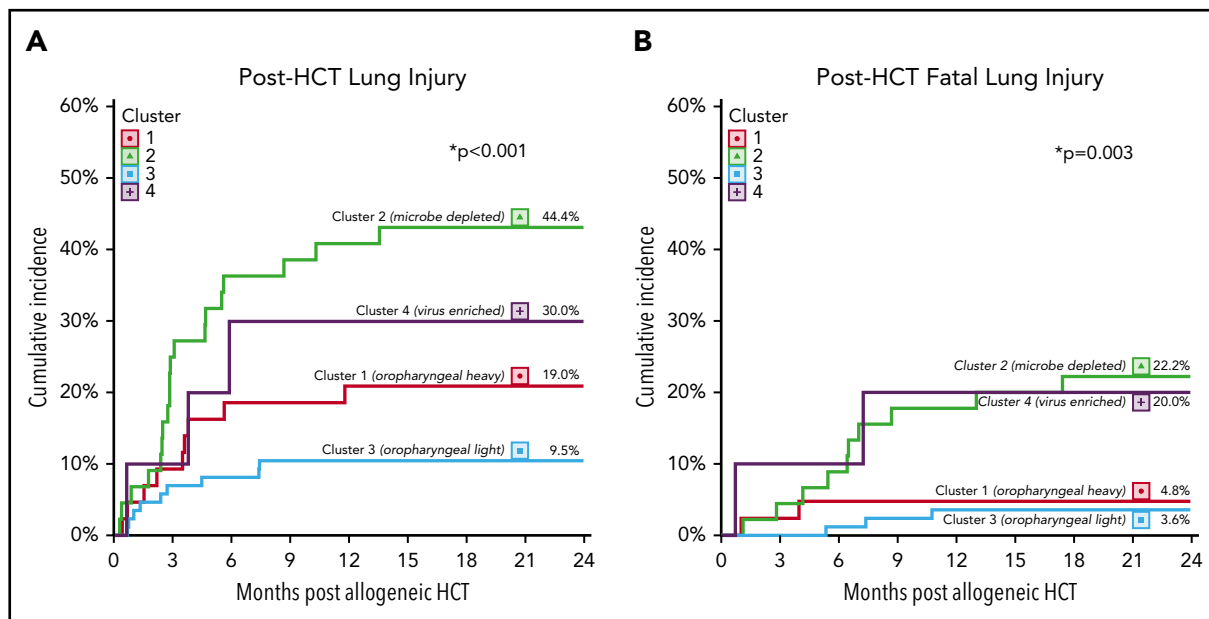 A
Post-HCT Lung Injury
60%
50%
40%
30%
20%
10%
0%
Cumulative incidence
Cluster
1
2
3
4
*p<0.001
Cluster 2 (microbe depleted) 44.4%
Cluster 4 (virus enriched) 30.0%
Cluster 1 (oropharyngeal heavy) 19.0%
Cluster 3 (oropharyngeal light) 9.5%
0 3 6 9 12 15 18 21 24
Months post allogeneic HCT
B
Post-HCT Fatal Lung Injury
60%
50%
40%
30%
20%
10%
0%
Cumulative incidence
Cluster
1
2
3
4
*p=0.003
Cluster 2 (microbe depleted) 22.2%
Cluster 4 (virus enriched) 20.0%
Cluster 1 (oropharyngeal heavy) 4.8%
Cluster 3 (oropharyngeal light) 3.6%
0 3 6 9 12 15 18 21 24
Months post allogeneic HCT